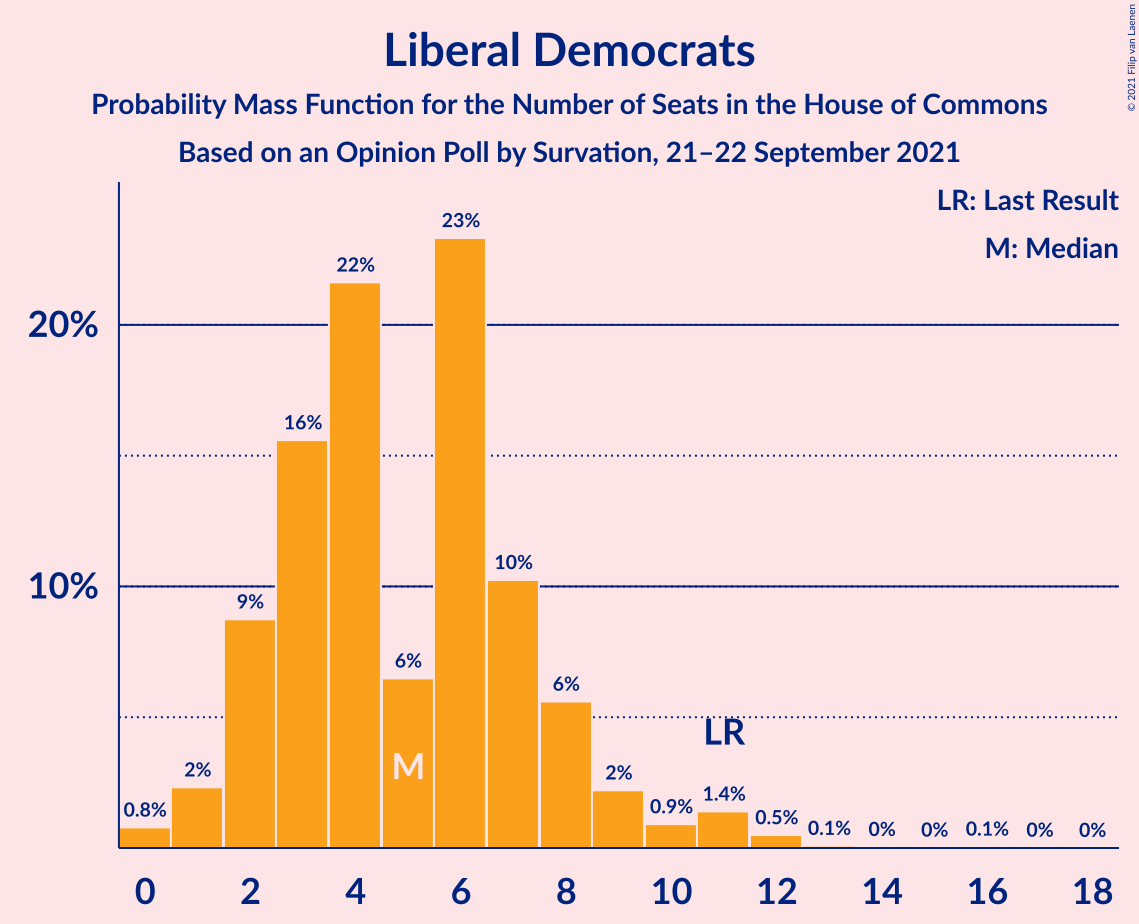 Liberal Democrats
Probability Mass Function for the Number of Seats in the House of Commons
Based on an Opinion Poll by Survation, 21–22 September 2021
© 2021 Filip van Laenen
LR: Last Result
M: Median
23%
22%
20%
16%
10%
10%
9%
6%
6%
LR
M
2%
2%
1.4%
0.8%
0.9%
0.5%
0.1%
0%
0%
0.1%
0%
0%
0 2 4 6 8 10 12 14 16 18